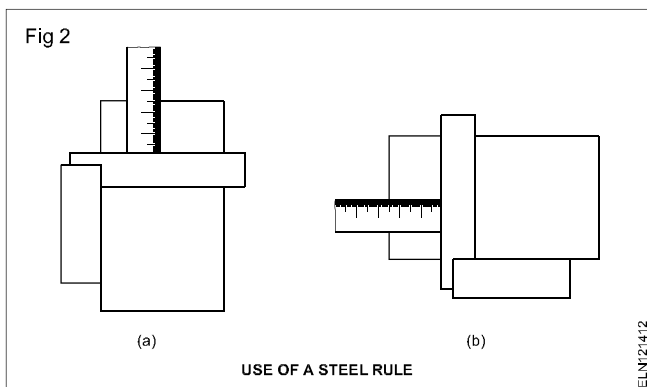 Fig 2
(a)
(b)
USE OF A STEEL RULE
ELN121412